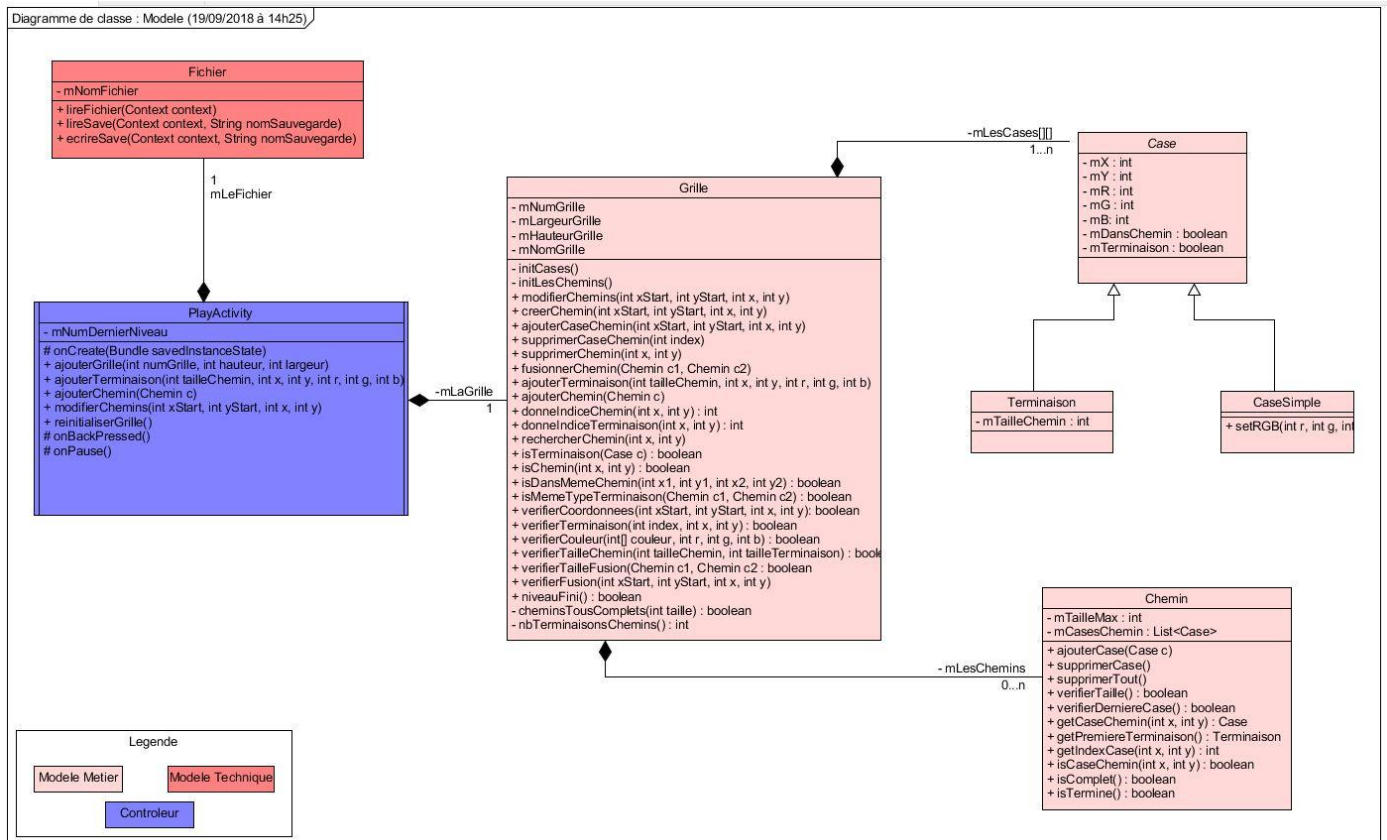 Diagramme de classe : Modele (19/09/2018 à 14h25)
Fichier
- mNomFichier
+ lireFichier(Context context)
+ lireSave(Context context, String nomSauvegarde)
+ ecrireSave(Context context, String nomSauvegarde)
1
mLeFichier
PlayActivity
- mNumDernierNiveau
# onCreate(Bundle savedInstanceState)
+ ajouterGrille(int numGrille, int hauteur, int largeur)
+ ajouterTerminaison(int tailleChemin, int x, int y, int r, int g, int b)
+ ajouterChemin(Chemin c)
+ modifierChemins(int xStart, int yStart, int x, int y)
+ reinitialiserGrille()
# onBackPressed()
# onPause()
-mLaGrille
1
Grille
- mNumGrille
- mLargeurGrille
- mHauteurGrille
- mNomGrille
- initCases()
- initLesChemins()
+ modifierChemins(int xStart, int yStart, int x, int y)
+ creerChemin(int xStart, int yStart, int x, int y)
+ ajouterCaseChemin(int xStart, int yStart, int x, int y)
+ supprimerCaseChemin(int index)
+ supprimerChemin(int x, int y)
+ fusionnerChemin(Chemin c1, Chemin c2)
+ ajouterTerminaison(int tailleChemin, int x, int y, int r, int g, int b)
+ ajouterChemin(Chemin c)
+ donneIndiceChemin(int x, int y) : int
+ donneIndiceTerminaison(int x, int y) : int
+ rechercherChemin(int x, int y)
+ isTerminaison(Case c) : boolean
+ isChemin(int x, int y) : boolean
+ isDansMemeChemin(int x1, int y1, int x2, int y2) : boolean
+ isMemeTypeTerminaison(Chemin c1, Chemin c2) : boolean
+ verifierCoordonnees(int xStart, int yStart, int x, int y): boolean
+ verifierTerminaison(int index, int x, int y) : boolean
+ verifierCouleur(int[] couleur, int r, int g, int b) : boolean
+ verifierTailleChemin(int tailleChemin, int tailleTerminaison) : boole
+ verifierTailleFusion(Chemin c1, Chemin c2 : boolean
+ verifierFusion(int xStart, int yStart, int x, int y)
+ niveauFini() : boolean
- cheminsTousComplets(int taille) : boolean
- nbTerminaisonsChemins() : int
-mLesCases[][]
1...n
Case
- mX : int
- mY : int
- mR : int
- mG : int
- mB: int
- mDansChemin : boolean
- mTerminaison : boolean
Terminaison
- mTailleChemin : int
CaseSimple
+ setRGB(int r, int g, int
- mLesChemins
0...n
Chemin
- mTailleMax : int
- mCasesChemin : List<Case>
+ ajouterCase(Case c)
+ supprimerCase()
+ supprimerTout()
+ verifierTaille() : boolean
+ verifierDerniereCase() : boolean
+ getCaseChemin(int x, int y) : Case
+ getPremiereTerminaison() : Terminaison
+ getIndexCase(int x, int y) : int
+ isCaseChemin(int x, int y) : boolean
+ isComplet() : boolean
+ isTermine() : boolean
Legende
Modele Metier
Modele Technique
Controleur